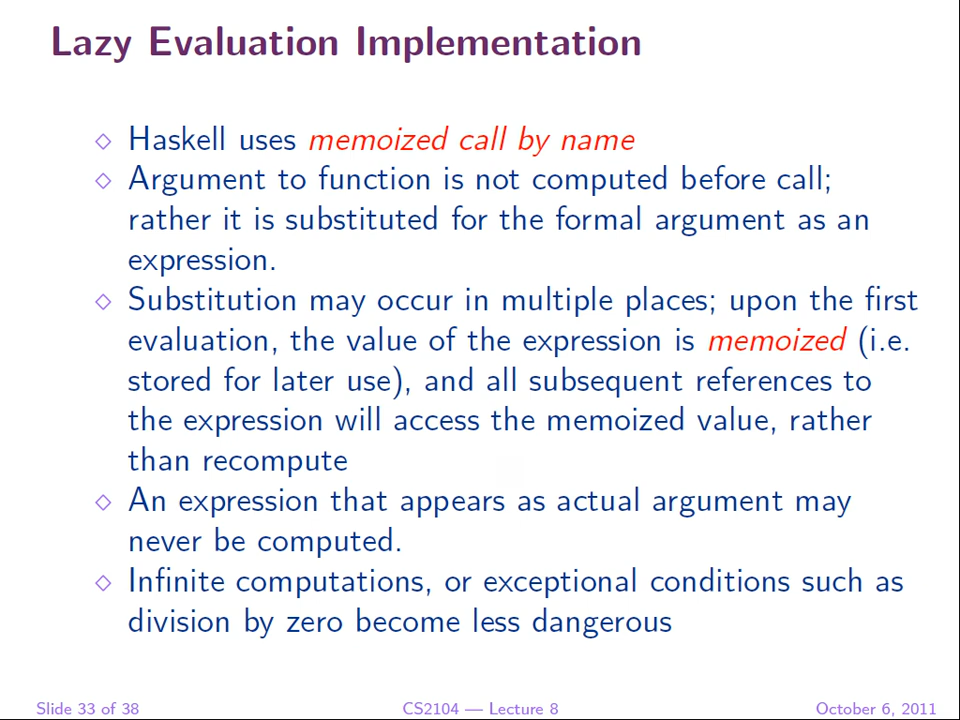 Lazy Evaluation Implementation
◇ Haskell uses memoized call by name
◇ Argument to function is not computed before call;
rather it is substituted for the formal argument as an
expression.
◇ Substitution may occur in multiple places; upon the first
evaluation, the value of the expression is memoized (i.e.
stored for later use), and all subsequent references to
the expression will access the memoized value, rather
than recompute
◇ An expression that appears as actual argument may
never be computed.
◇ Infinite computations, or exceptional conditions such as
division by zero become less dangerous
Slide 33 of 38 CS2104 — Lecture 8 October 6, 2011